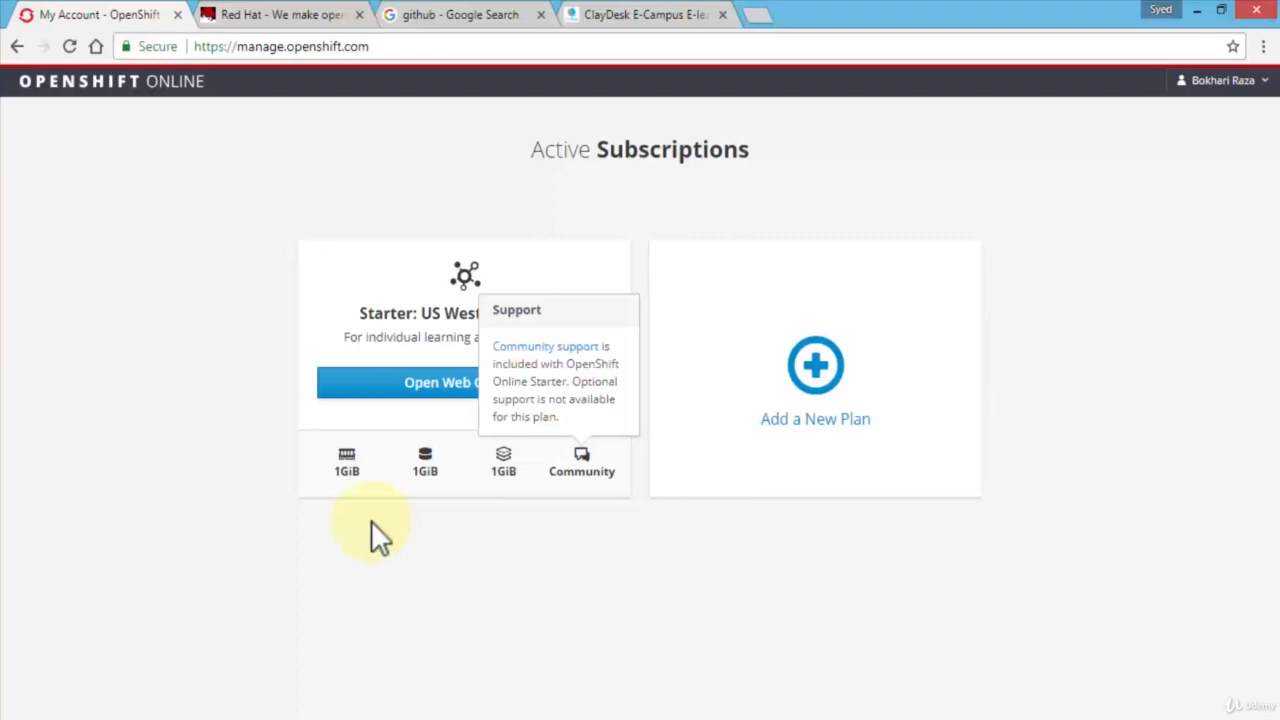 My Account - OpenShift
Red Hat - We make open
github - Google Search
ClayDesk E-Campus E-le
Syed
Secure
https://manage.openshift.com
OPENSHIFT ONLINE
Bokhari Raza
Active Subscriptions
Starter: US West
For individual learning a
Open Web C
Support
Community support is
included with OpenShift
Online Starter. Optional
support is not available
for this plan.
1GiB
1GiB
1GiB
Community
Add a New Plan
Udemy